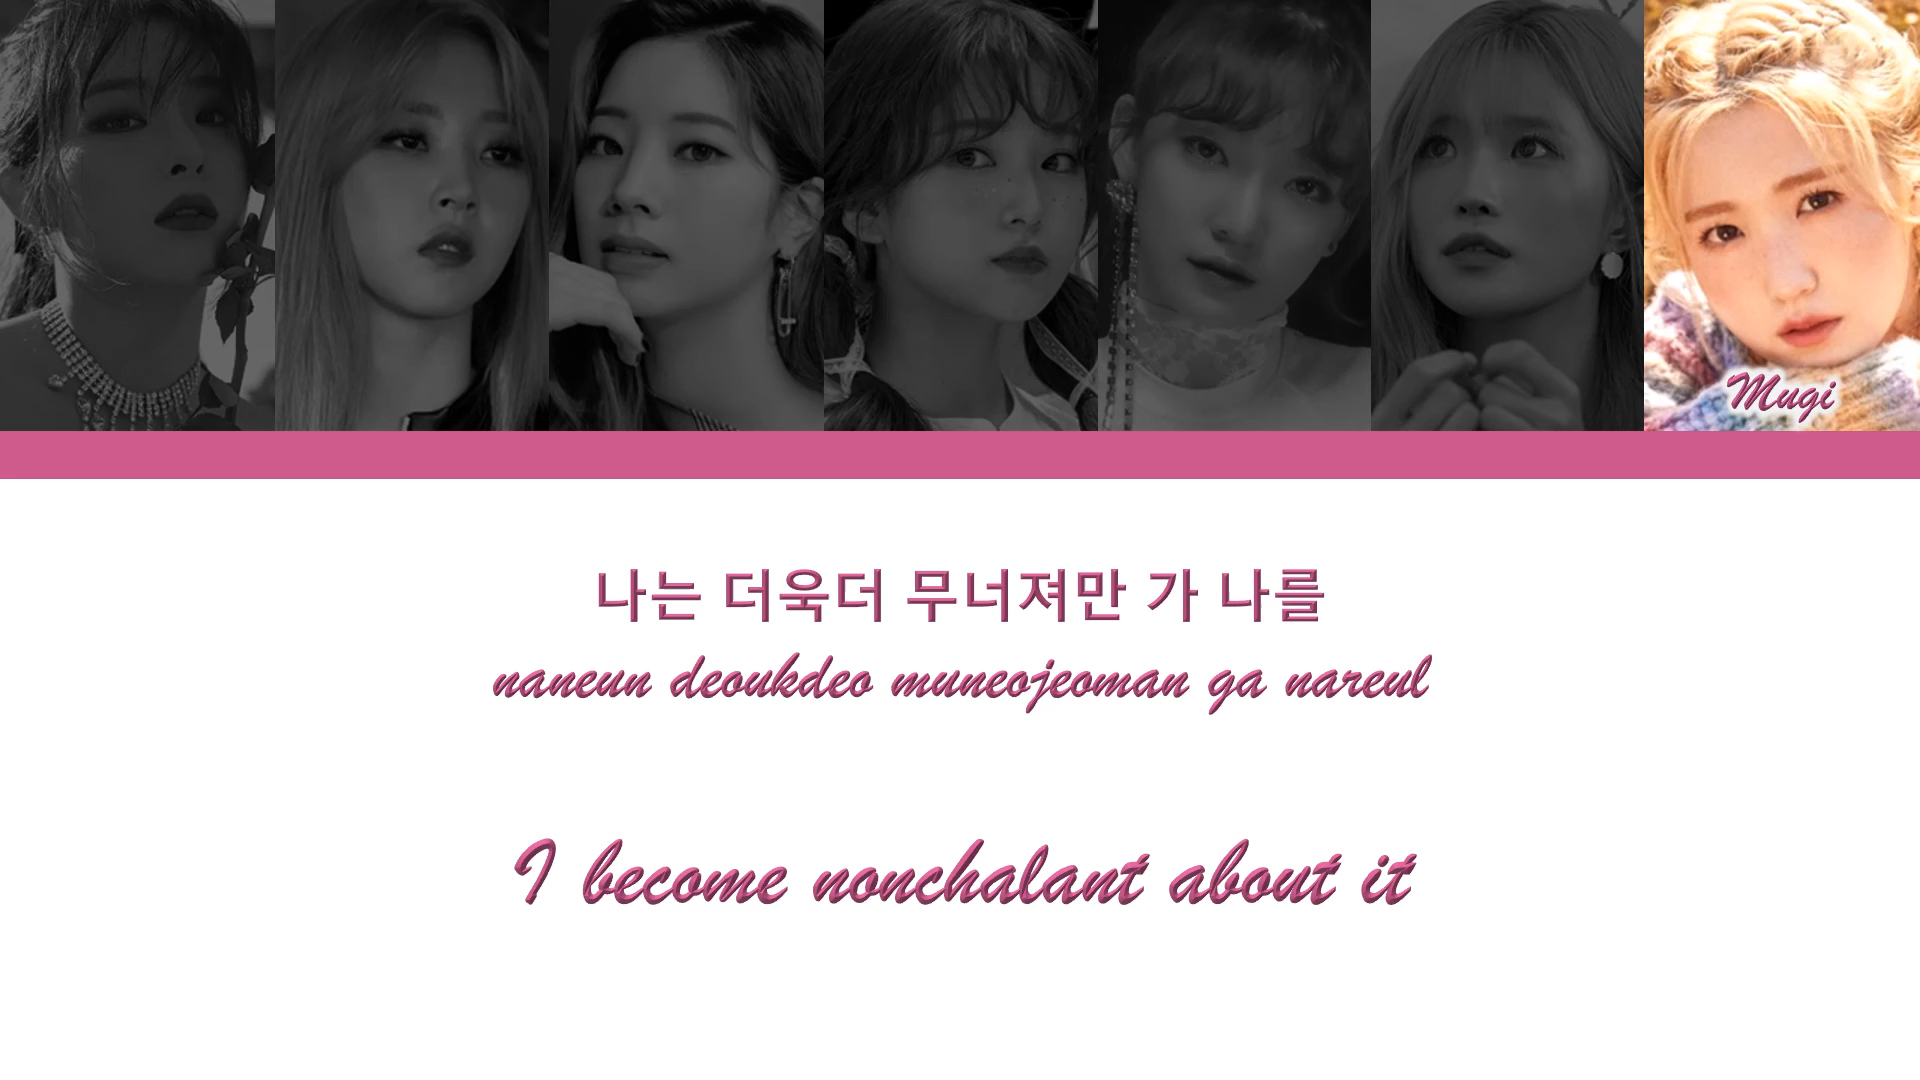 Mugi
나는 더욱더 무너져만 가 나를
naneun deoukdeo muneojeoman ga nareul
I become nonchalant about it